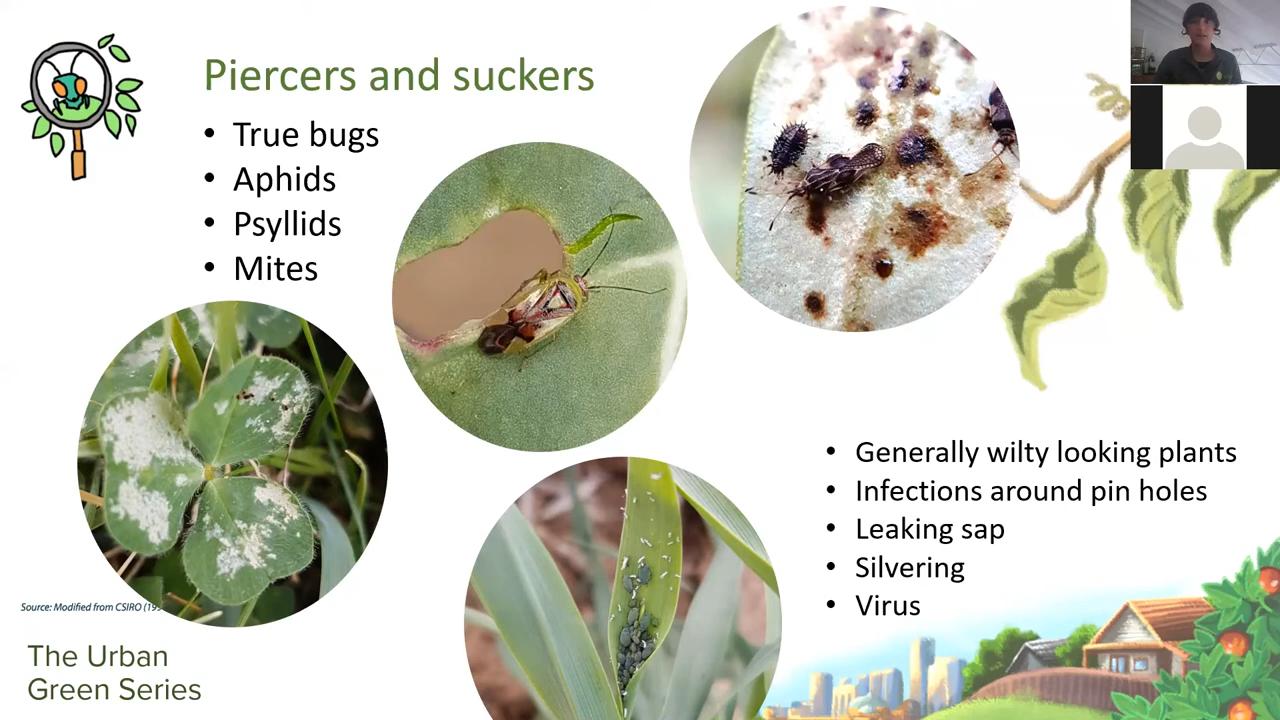 Piercers and suckers
• True bugs
• Aphids
• Psyllids
• Mites
• Generally wilty looking plants
• Infections around pin holes
• Leaking sap
• Silvering
• Virus
Source: Modified from CSIRO
The Urban
Green Series